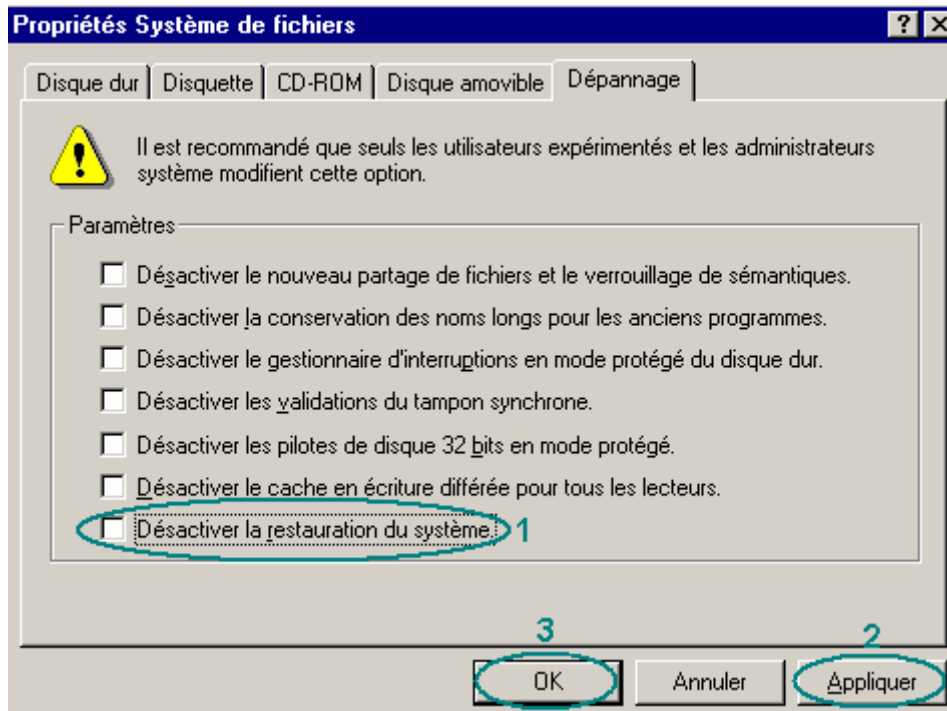 Propriétés Système de fichiers
Disque dur Disquette CD-ROM Disque amovible Dépannage
Il est recommandé que seuls les utilisateurs expérimentés et les administrateurs
système modifient cette option.
Paramètres
Désactiver le nouveau partage de fichiers et le verrouillage de sémantiques.
Désactiver la conservation des noms longs pour les anciens programmes.
Désactiver le gestionnaire d'interruptions en mode protégé du disque dur.
Désactiver les validations du tampon synchrone.
Désactiver les pilotes de disque 32 bits en mode protégé.
Désactiver le cache en écriture différée pour tous les lecteurs.
Désactiver la restauration du système. 1
3 2
OK Annuler Appliquer